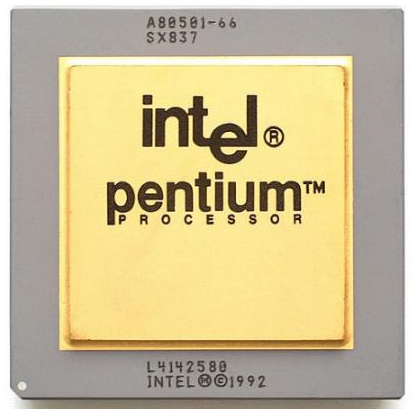 A80501-66
SX837
intel®
pentium™
PROCESSOR
L4142580
INTEL Ⓜ©1992